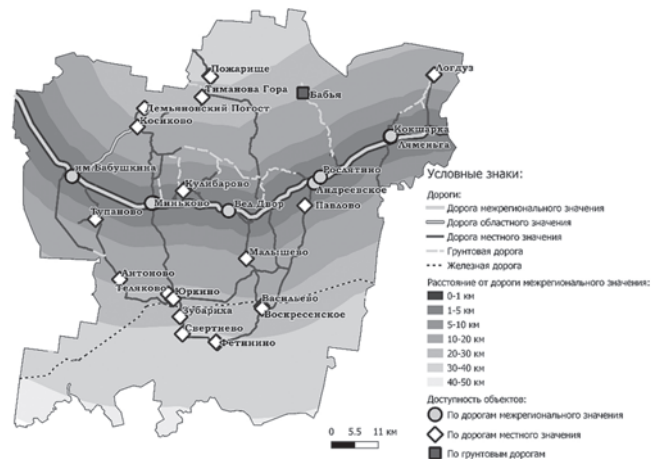 Пожарище
Тиманова Гора
Логдуз
Бабья
Демьяновский Погост
Косиково
Кокшарка
Ляменьга
им. Бабушкина
Рослятино
Кулибарово
Андреевское
Миньково
Вел.Двор
Павлово
Тупаново
Малышево
Антоново
Теляково
Юркино
Васильево
Зубариха
Воскресенское
Свертнево
Фетинино
0 5.5 11 км
Условные знаки:
Дороги:
Дорога межрегионального значения
Дорога областного значения
Дорога местного значения
Грунтовая дорога
Железная дорога
Расстояние от дороги межрегионального значения:
0-1 км
1-5 км
5-10 км
10-20 км
20-30 км
30-40 км
40-50 км
Доступность объектов:
По дорогам межрегионального значения
По дорогам местного значения
По грунтовым дорогам